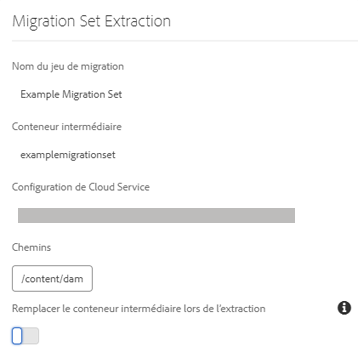 Migration Set Extraction
Nom du jeu de migration
Example Migration Set
Conteneur intermédiaire
examplemigrationset
Configuration de Cloud Service
Chemins
/content/dam
Remplacer le conteneur intermédiaire lors de l'extraction